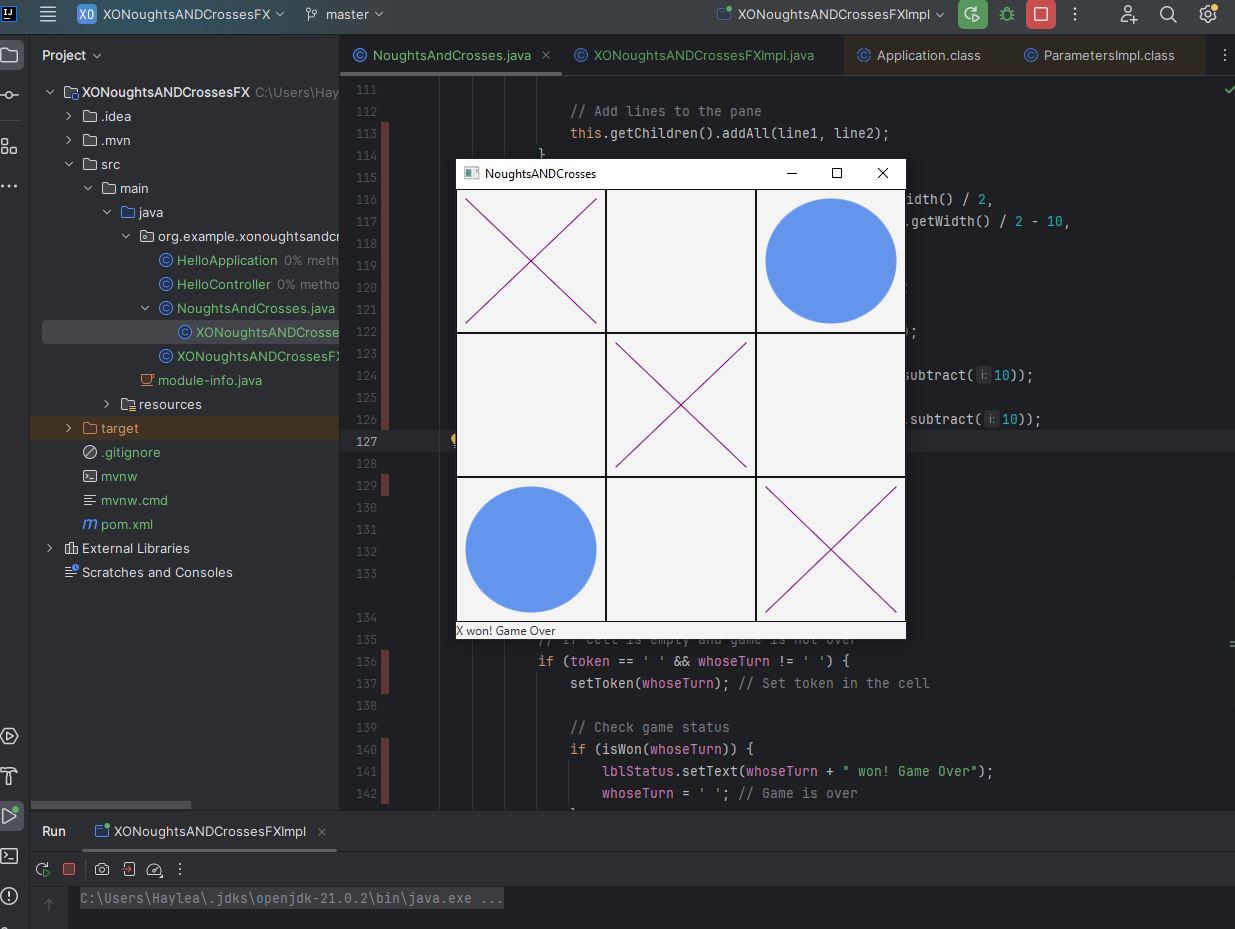 XO XONoughtsANDCrossesFX master XONoughtsANDCrossesFXImpl
Project
NoughtsAndCrosses.java XONoughtsANDCrossesFXImpl.java Application.class ParametersImpl.class
XONoughtsANDCrossesFX C:\Users\Hay
.idea
.mvn
src
main
java
org.example.xonoughtsandcr
HelloApplication 0% meth
HelloController 0% metho
NoughtsAndCrosses.java
XONoughtsANDCrosse
XONoughtsANDCrossesFX
module-info.java
resources
target
.gitignore
mvnw
mvnw.cmd
pom.xml
External Libraries
Scratches and Consoles
111
112 // Add lines to the pane
113 this.getChildren().addAll(line1, line2);
114 }
115
116 idth() / 2,
117 .getWidth() / 2 - 10,
118
119
120 ;
121
122 );
123
124 subtract( i: 10));
125
126 .subtract( i: 10));
127
128
129
130
131
132
133
134
135 // If cell is empty and game is not over
136 if (token == ' ' && whoseTurn != ' ') {
137 setToken(whoseTurn); // Set token in the cell
138
139 // Check game status
140 if (isWon(whoseTurn)) {
141 lblStatus.setText(whoseTurn + " won! Game Over");
142 whoseTurn = ' '; // Game is over
NoughtsANDCrosses
X won! Game Over
Run XONoughtsANDCrossesFXImpl
C:\Users\Haylea\.jdks\openjdk-21.0.2\bin\java.exe ...